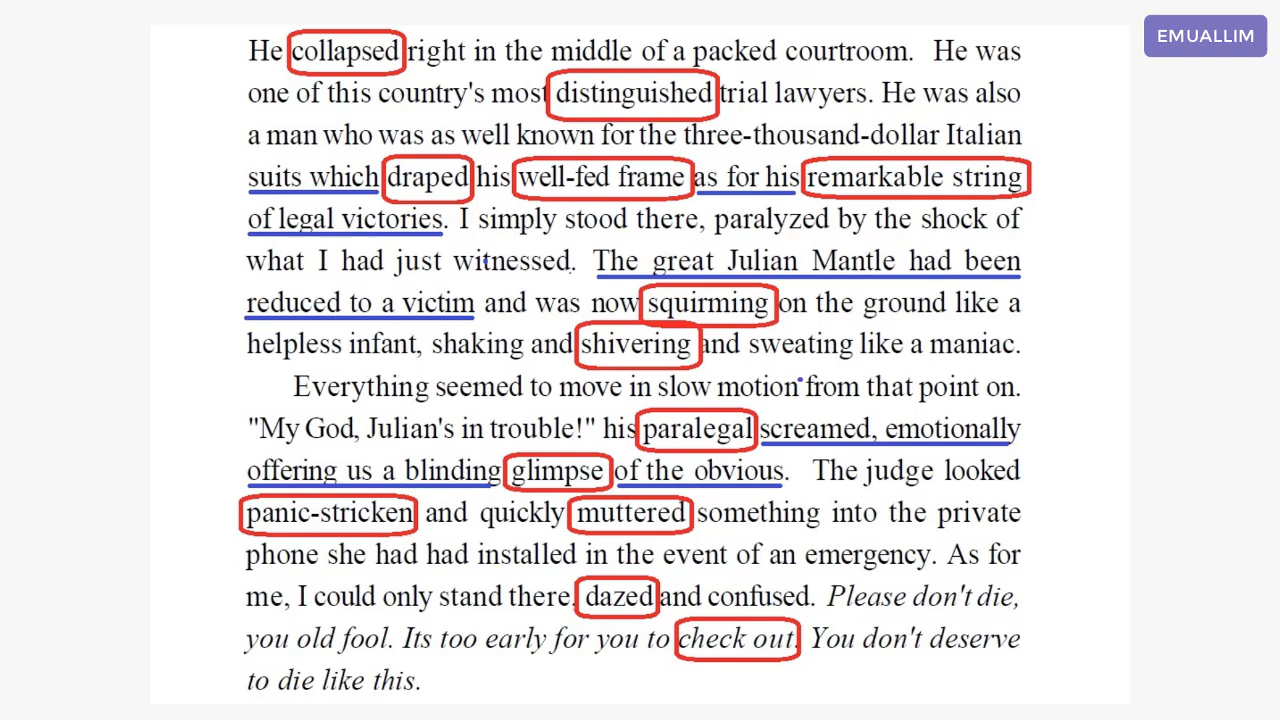 EMUALLIM
He collapsed right in the middle of a packed courtroom. He was
one of this country's most distinguished trial lawyers. He was also
a man who was as well known for the three-thousand-dollar Italian
suits which draped his well-fed frame as for his remarkable string
of legal victories. I simply stood there, paralyzed by the shock of
what I had just witnessed. The great Julian Mantle had been
reduced to a victim and was now squirming on the ground like a
helpless infant, shaking and shivering and sweating like a maniac.
Everything seemed to move in slow motion from that point on.
"My God, Julian's in trouble!" his paralegal screamed, emotionally
offering us a blinding glimpse of the obvious. The judge looked
panic-stricken and quickly muttered something into the private
phone she had had installed in the event of an emergency. As for
me, I could only stand there, dazed and confused. Please don't die,
you old fool. Its too early for you to check out. You don't deserve
to die like this.